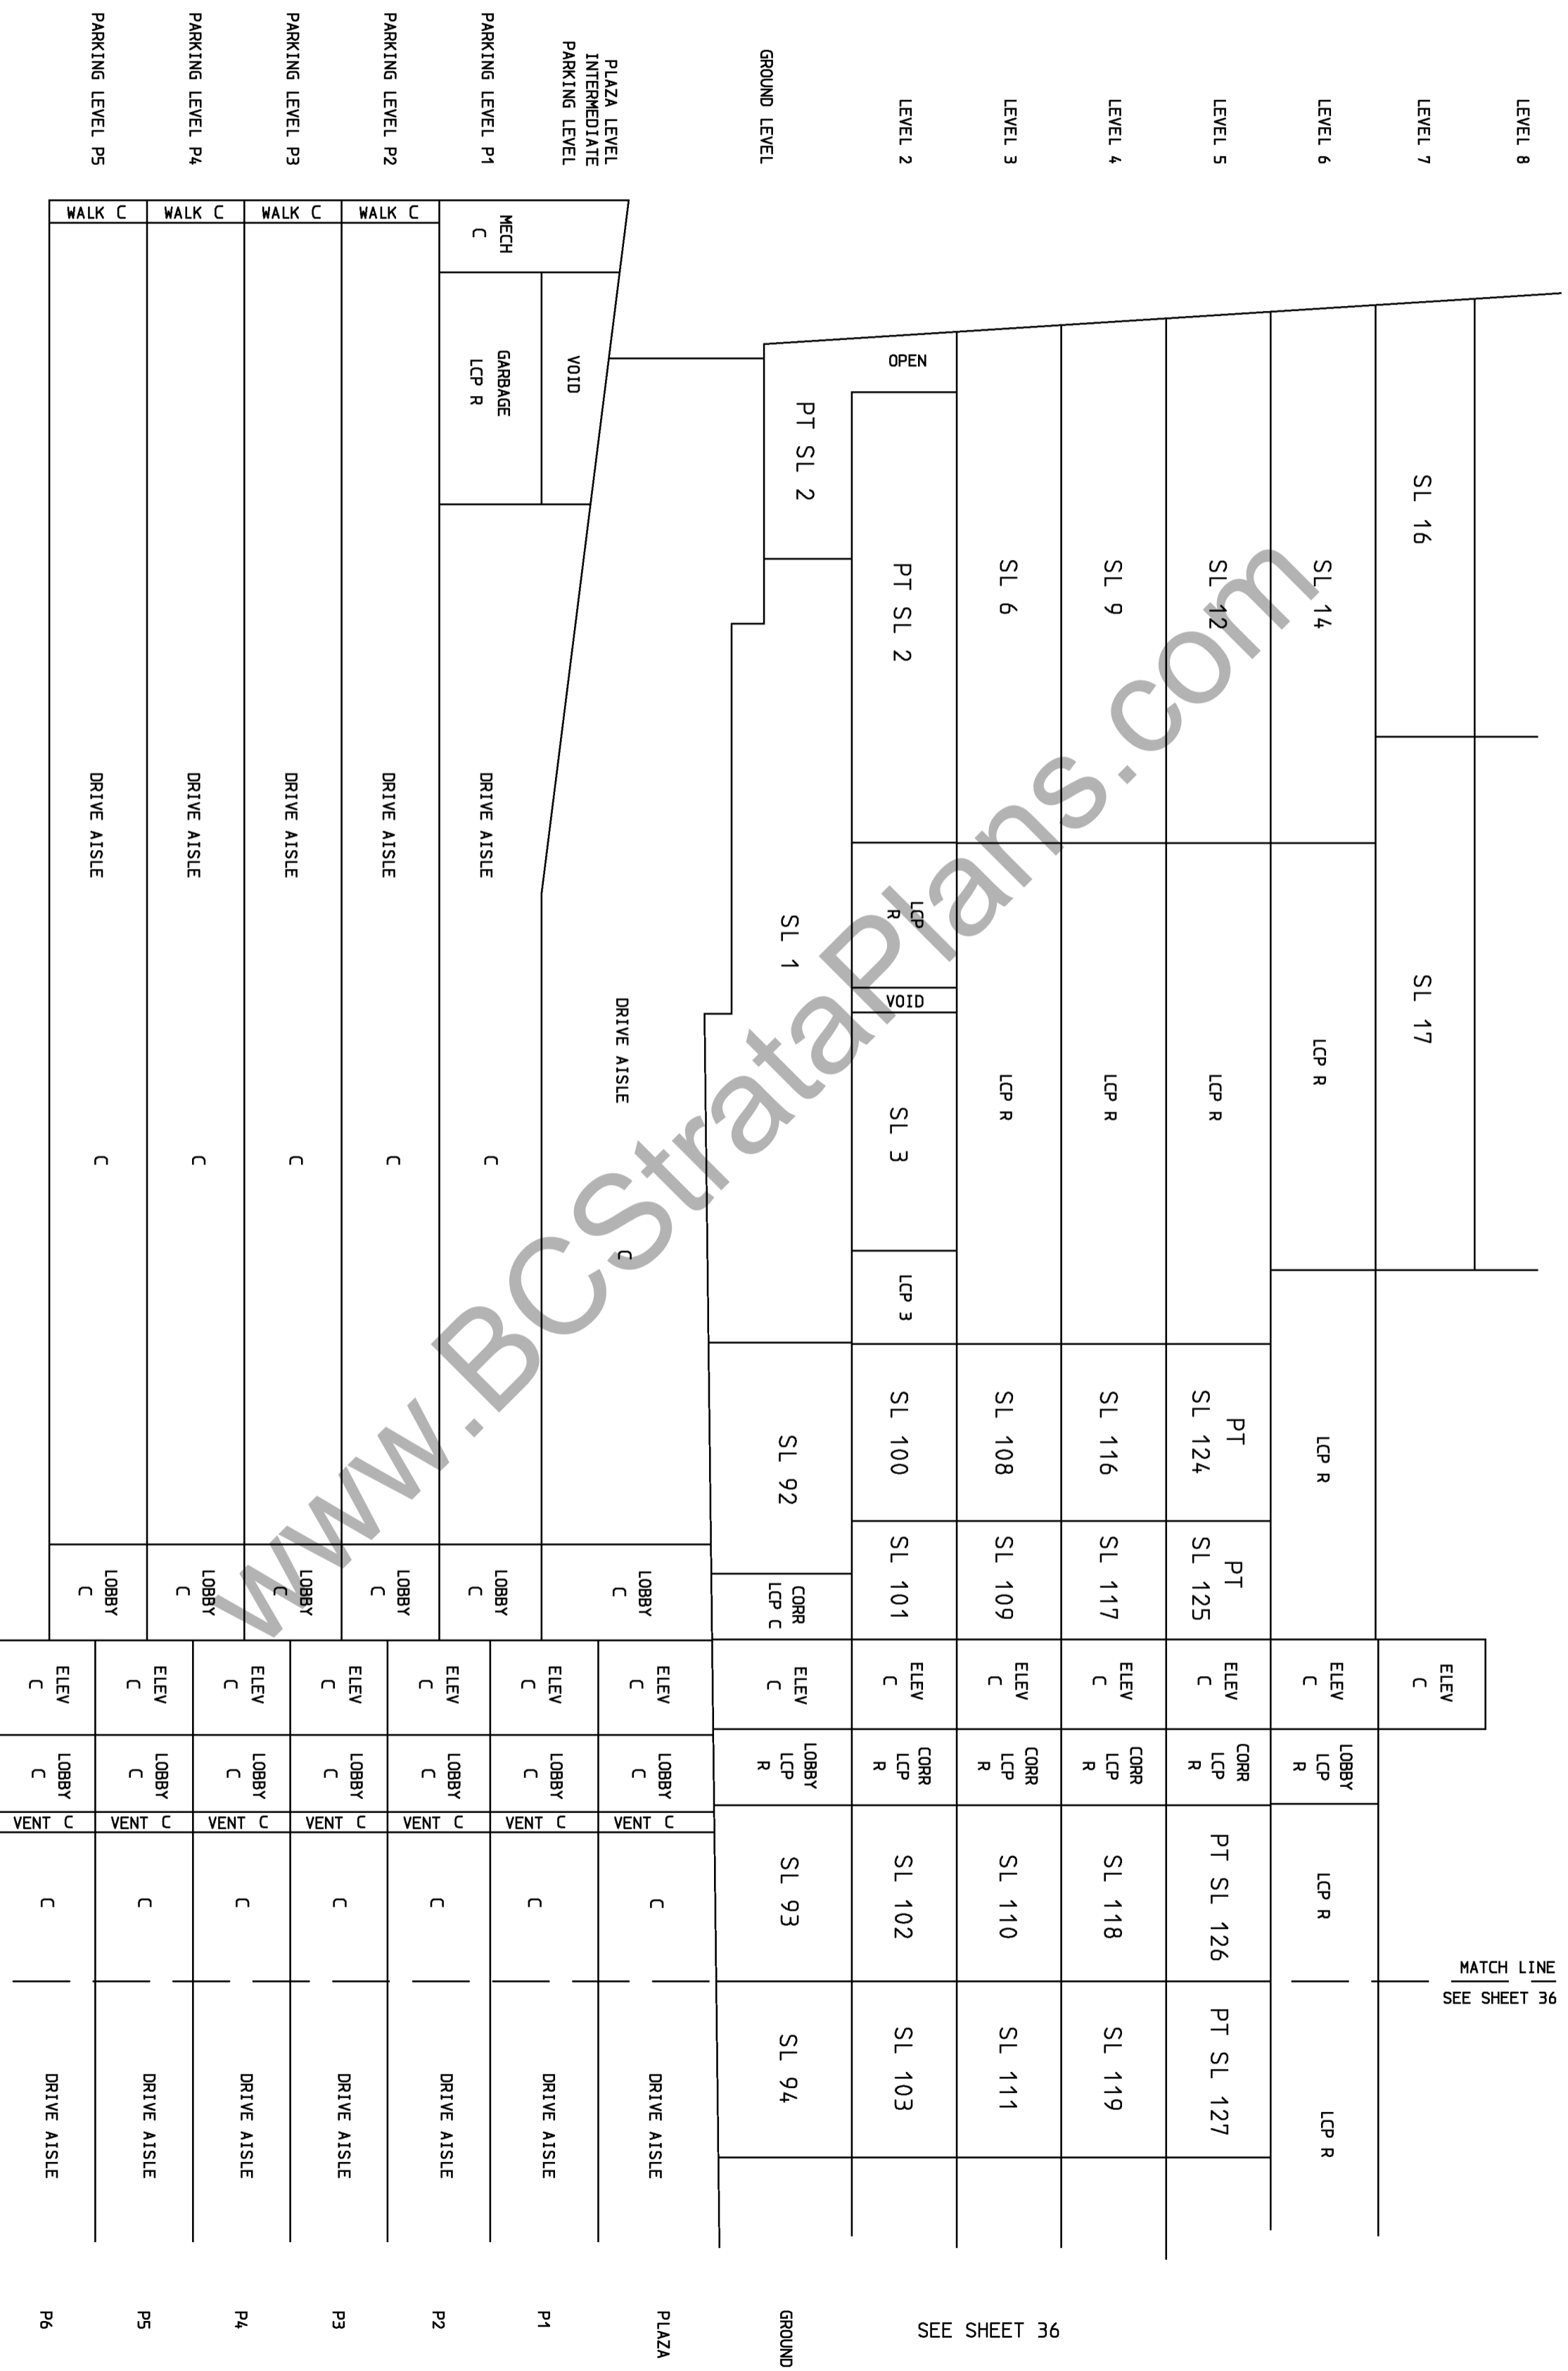 LEVEL 8
LEVEL 7
SL 16
SL 17
ELEV
C
LEVEL 6
SL 14
LCP R
LCP R
ELEV
C
LOBBY
LCP
R
LCP R
LCP R
LEVEL 5
SL 12
LCP R
PT
SL 124
PT
SL 125
ELEV
C
CORR
LCP
R
PT SL 126
PT SL 127
LEVEL 4
SL 9
LCP R
SL 116
SL 117
ELEV
C
CORR
LCP
R
SL 118
SL 119
LEVEL 3
SL 6
LCP R
SL 108
SL 109
ELEV
C
CORR
LCP
R
SL 110
SL 111
LEVEL 2
OPEN
PT SL 2
LCP
R
VOID
SL 3
LCP 3
SL 100
SL 101
ELEV
C
CORR
LCP
R
SL 102
SL 103
GROUND LEVEL
PT SL 2
SL 1
SL 92
CORR
LCP C
ELEV
C
LOBBY
LCP
R
SL 93
SL 94
GROUND
PLAZA LEVEL
INTERMEDIATE
PARKING LEVEL
VOID
DRIVE AISLE
C
LOBBY
C
ELEV
C
LOBBY
C
VENT C
C
DRIVE AISLE
PLAZA
PARKING LEVEL P1
MECH
C
GARBAGE
LCP R
DRIVE AISLE
C
LOBBY
C
ELEV
C
LOBBY
C
VENT C
C
DRIVE AISLE
P1
PARKING LEVEL P2
WALK C
DRIVE AISLE
C
LOBBY
C
ELEV
C
LOBBY
C
VENT C
C
DRIVE AISLE
P2
PARKING LEVEL P3
WALK C
DRIVE AISLE
C
LOBBY
C
ELEV
C
LOBBY
C
VENT C
C
DRIVE AISLE
P3
PARKING LEVEL P4
WALK C
DRIVE AISLE
C
LOBBY
C
ELEV
C
LOBBY
C
VENT C
C
DRIVE AISLE
P4
PARKING LEVEL P5
WALK C
DRIVE AISLE
C
LOBBY
C
ELEV
C
LOBBY
C
VENT C
C
DRIVE AISLE
P5
ELEV
C
LOBBY
C
VENT C
C
DRIVE AISLE
P6
MATCH LINE
SEE SHEET 36
SEE SHEET 36
www.BCStrataPlans.com